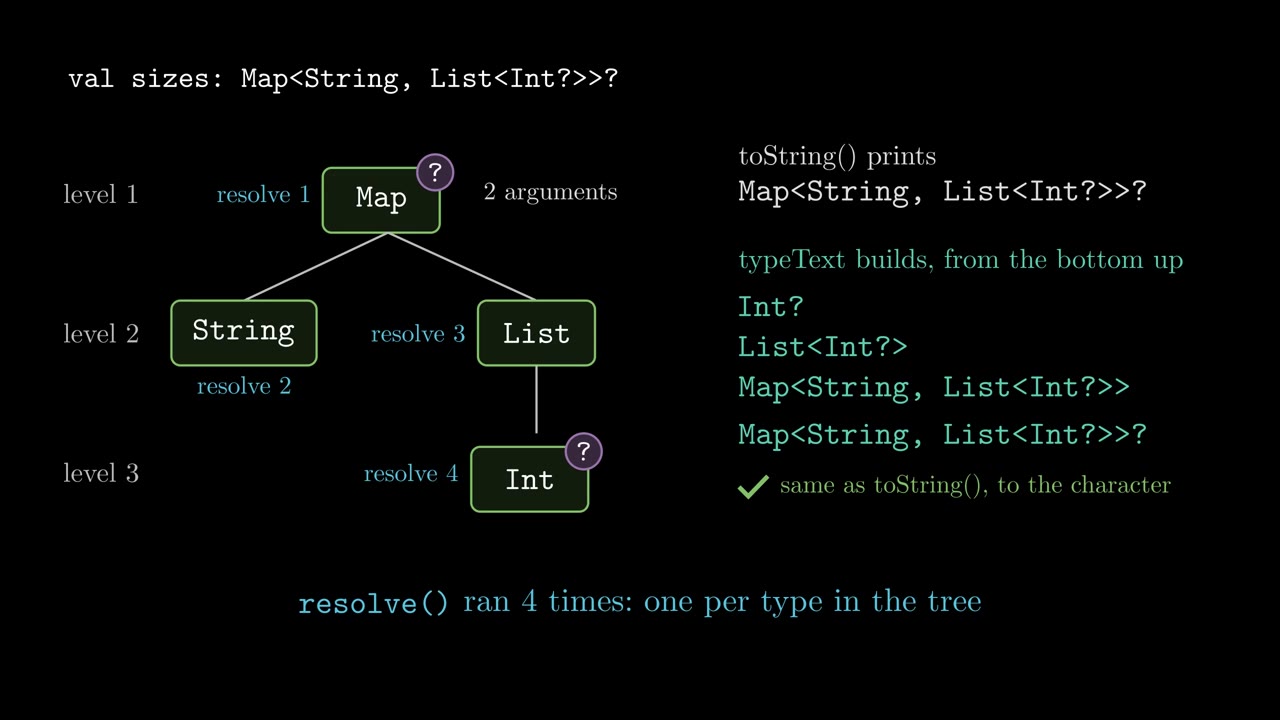 val sizes: Map<String, List<Int?>>?
level 1
resolve 1
Map
?
2 arguments
level 2
String
resolve 2
resolve 3
List
level 3
resolve 4
Int
?
toString() prints
Map<String, List<Int?>>?
typeText builds, from the bottom up
Int?
List<Int?>
Map<String, List<Int?>>
Map<String, List<Int?>>?
same as toString(), to the character
resolve() ran 4 times: one per type in the tree